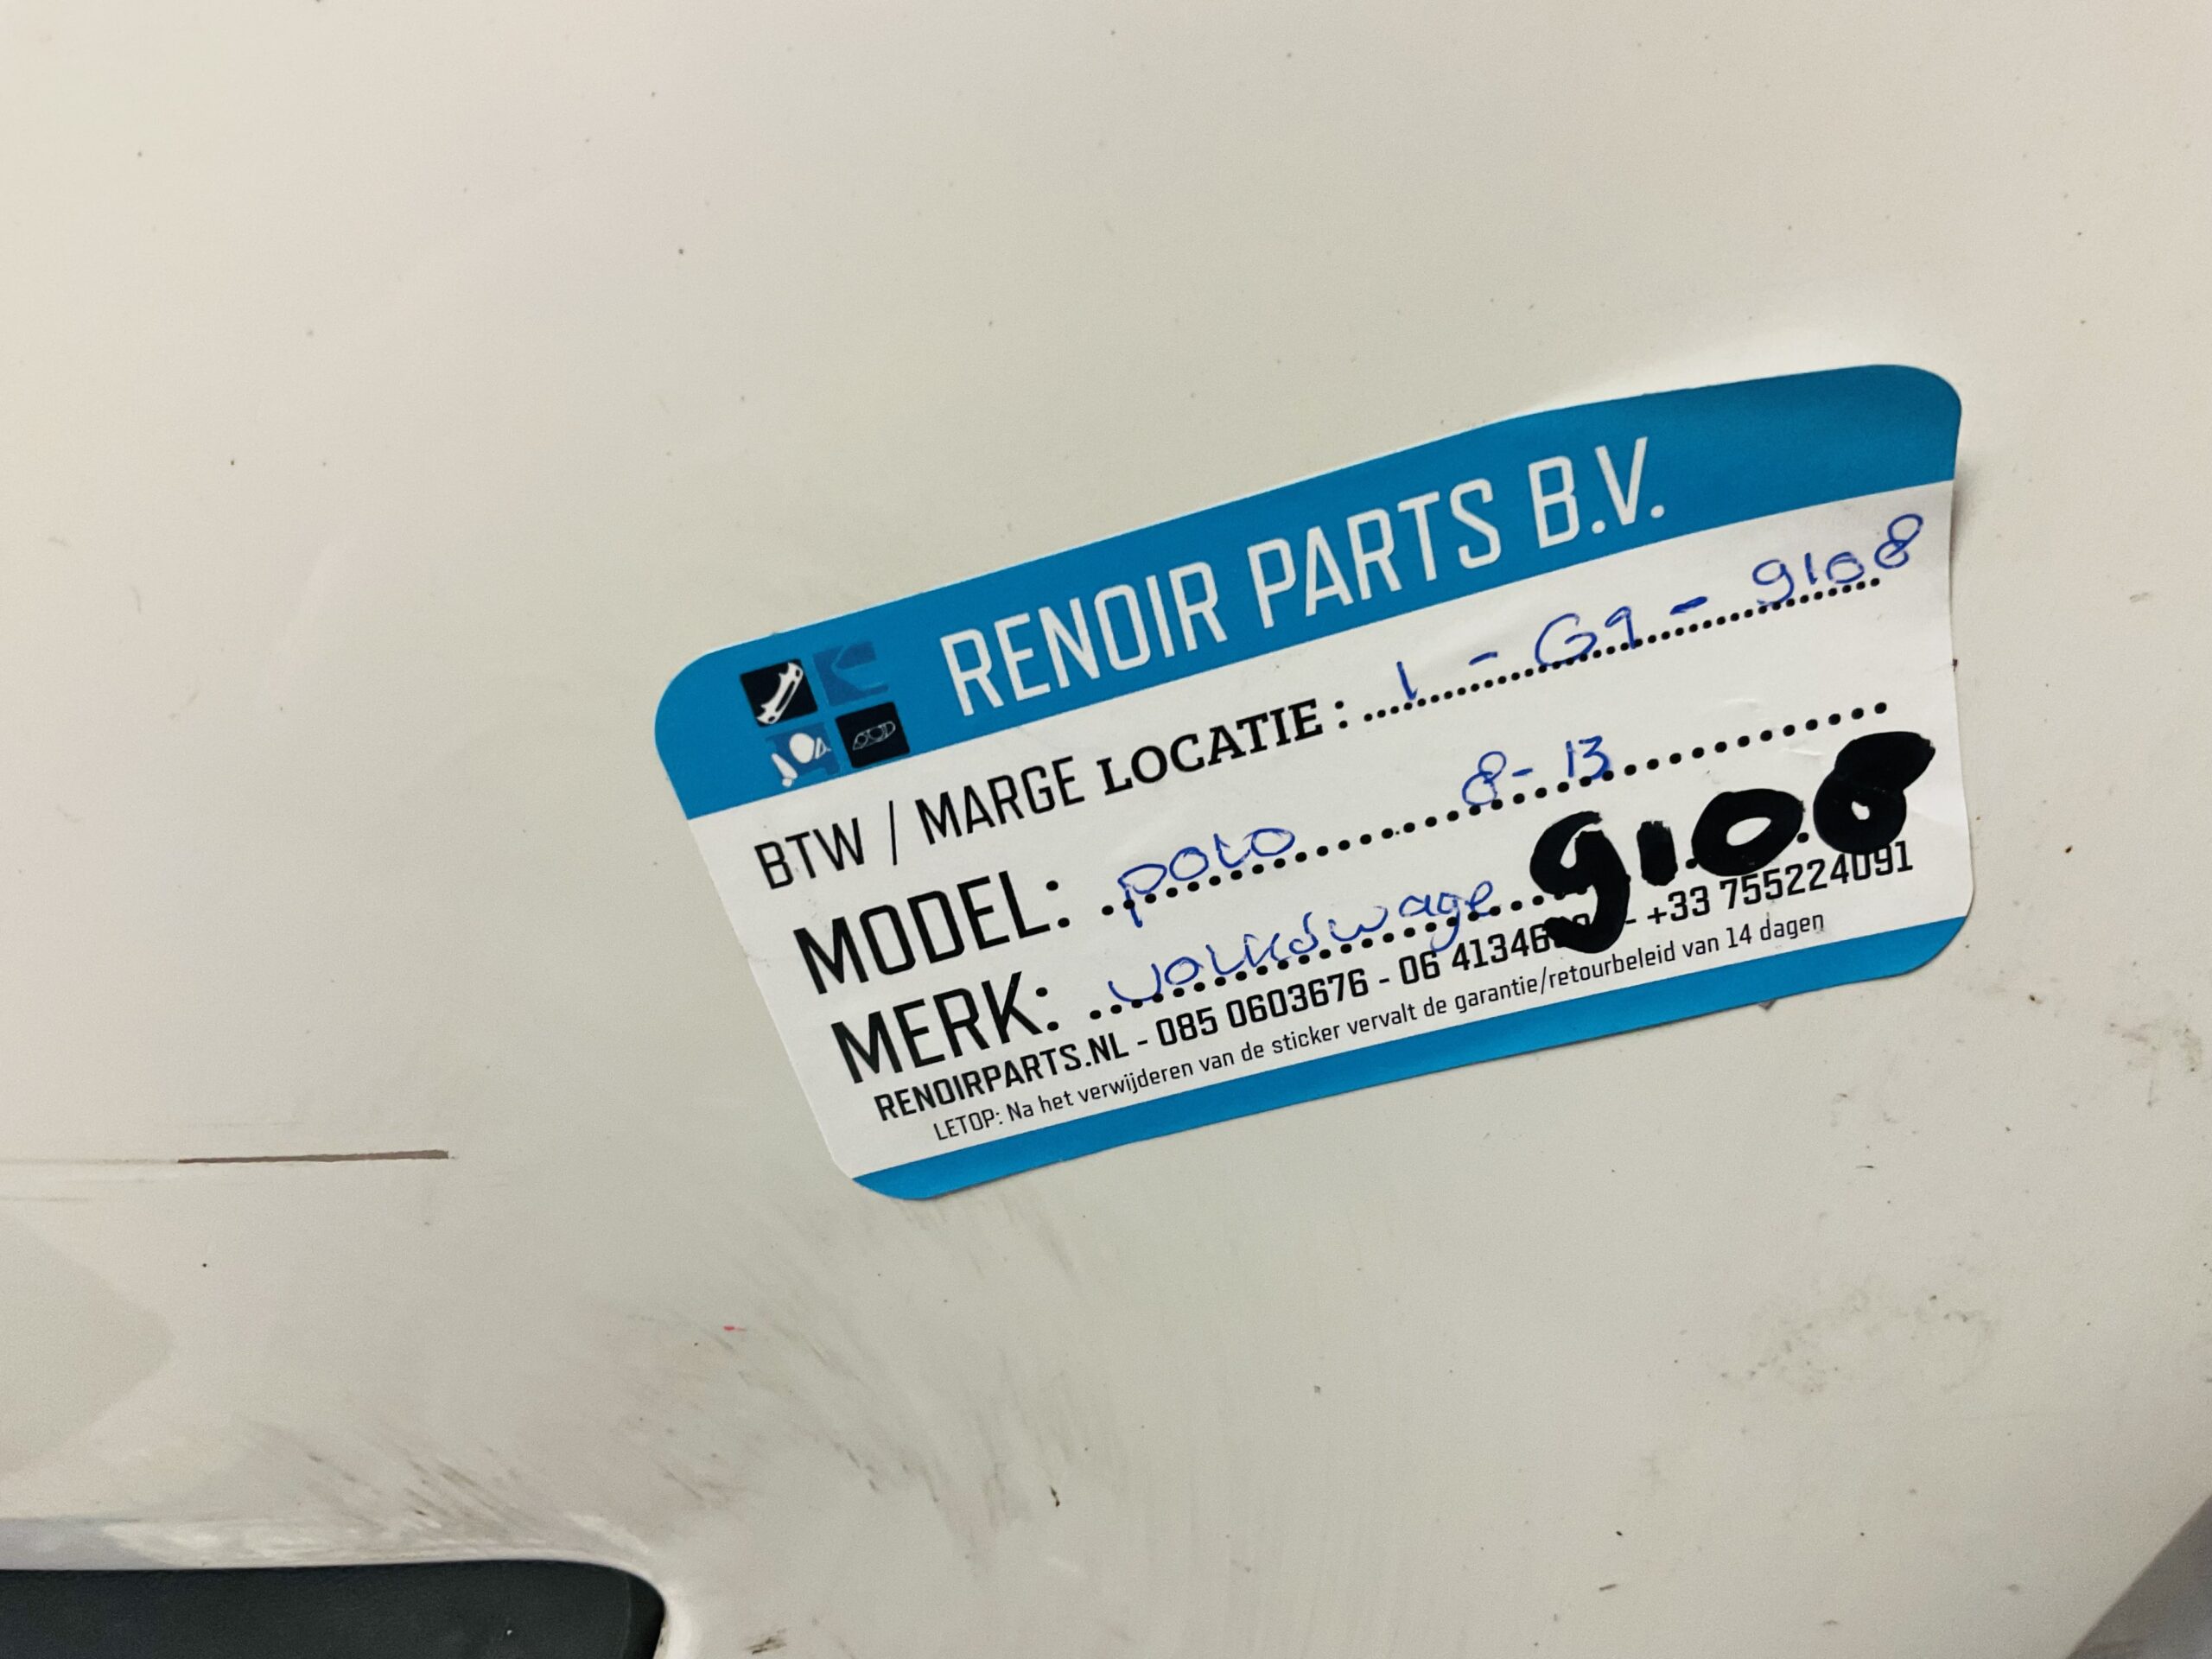 RENOIR PARTS B.V.
BTW / MARGE LOCATIE : 1 - G9 - 9108
MODEL: polo 8-13
MERK: volkswage 9108
RENOIRPARTS.NL - 085 0603676 - 06 - +33 755224091
LETOP: Na het verwijderen van de sticker vervalt de garantie/retourbeleid van 14 dagen